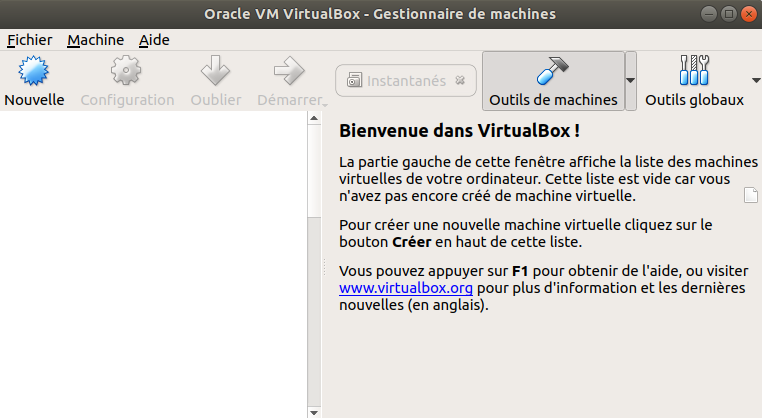 Oracle VM VirtualBox - Gestionnaire de machines
Fichier Machine Aide
Nouvelle Configuration Oublier Démarrer Instantanés Outils de machines Outils globaux
Bienvenue dans VirtualBox !
La partie gauche de cette fenêtre affiche la liste des machines
virtuelles de votre ordinateur. Cette liste est vide car vous
n'avez pas encore créé de machine virtuelle.
Pour créer une nouvelle machine virtuelle cliquez sur le
bouton Créer en haut de cette liste.
Vous pouvez appuyer sur F1 pour obtenir de l'aide, ou visiter
www.virtualbox.org pour plus d'information et les dernières
nouvelles (en anglais).